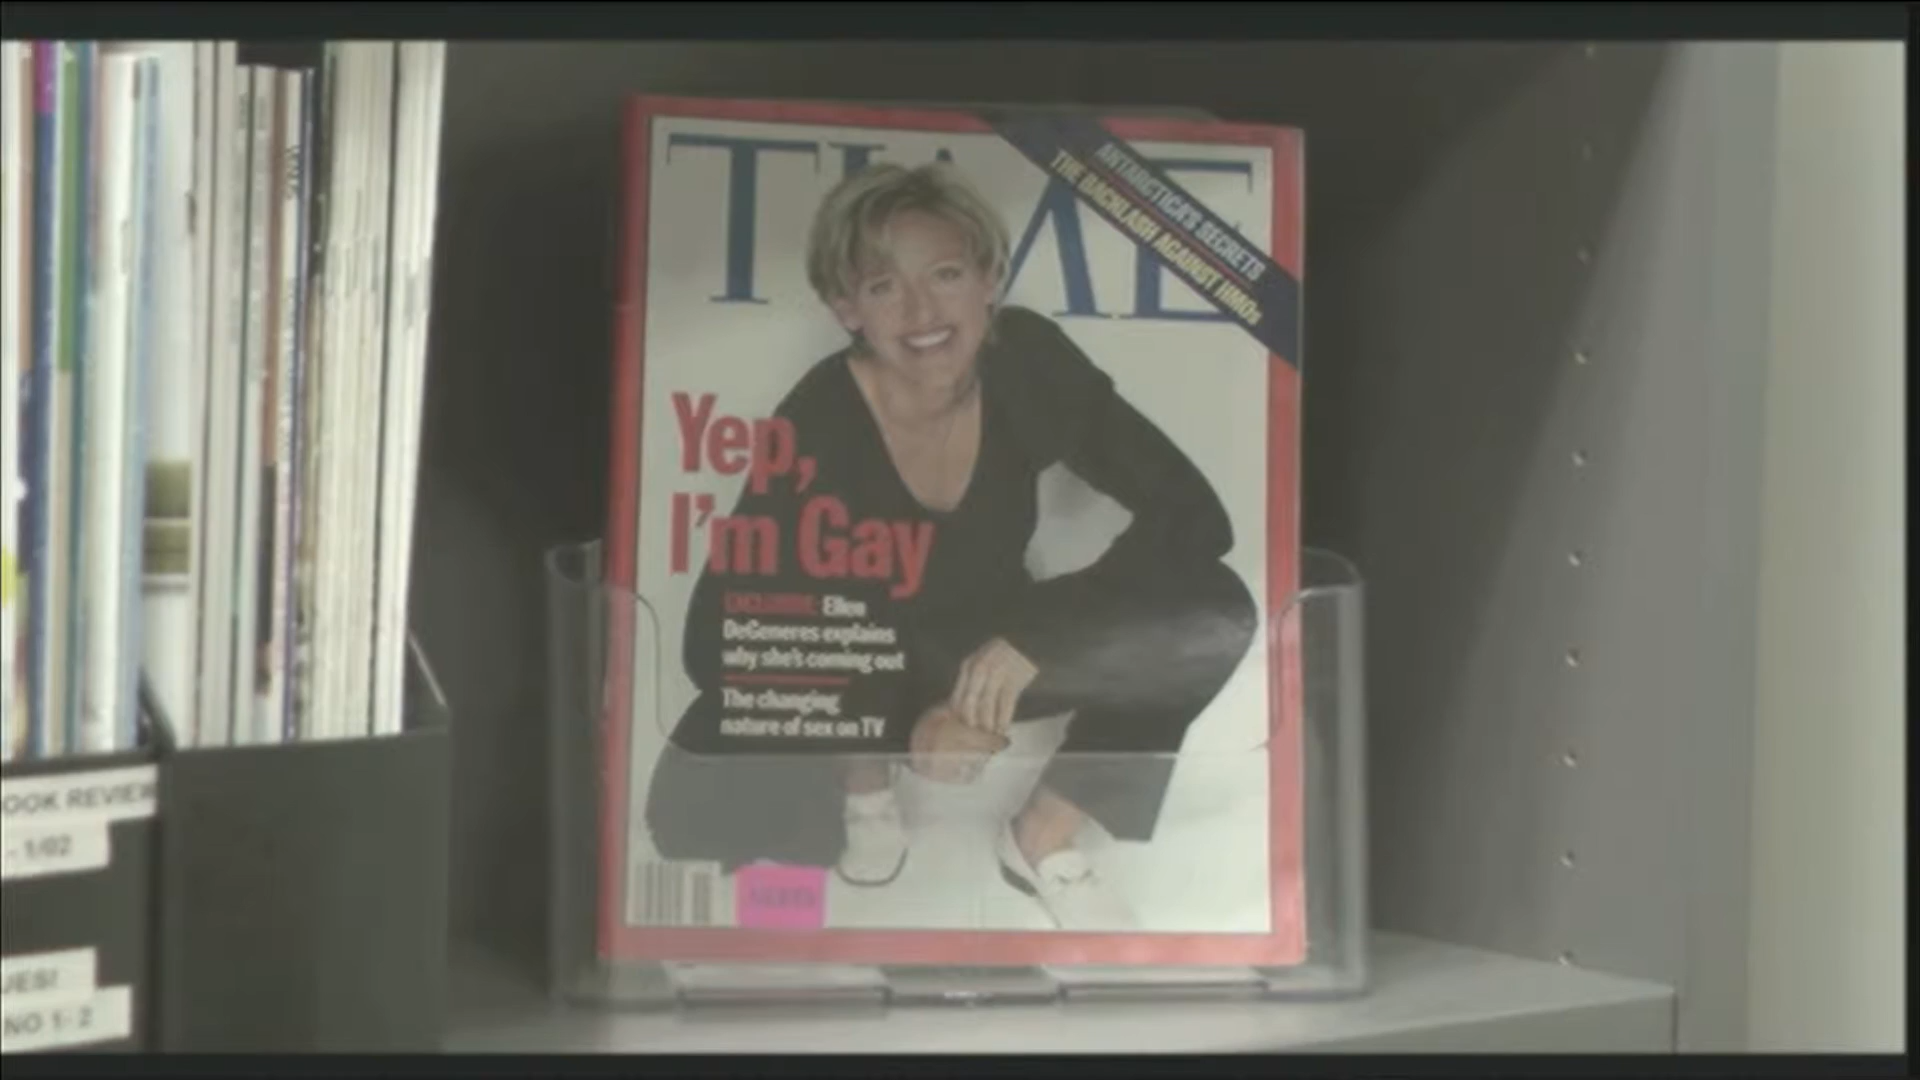 TIME
ANTARCTICA'S SECRETS
THE BACKLASH AGAINST HMOs
Yep,
I'm Gay
EXCLUSIVE: Ellen
DeGeneres explains
why she's coming out
The changing
nature of sex on TV
OOK REVIEW
- 1/02
UES!
NO 1-2